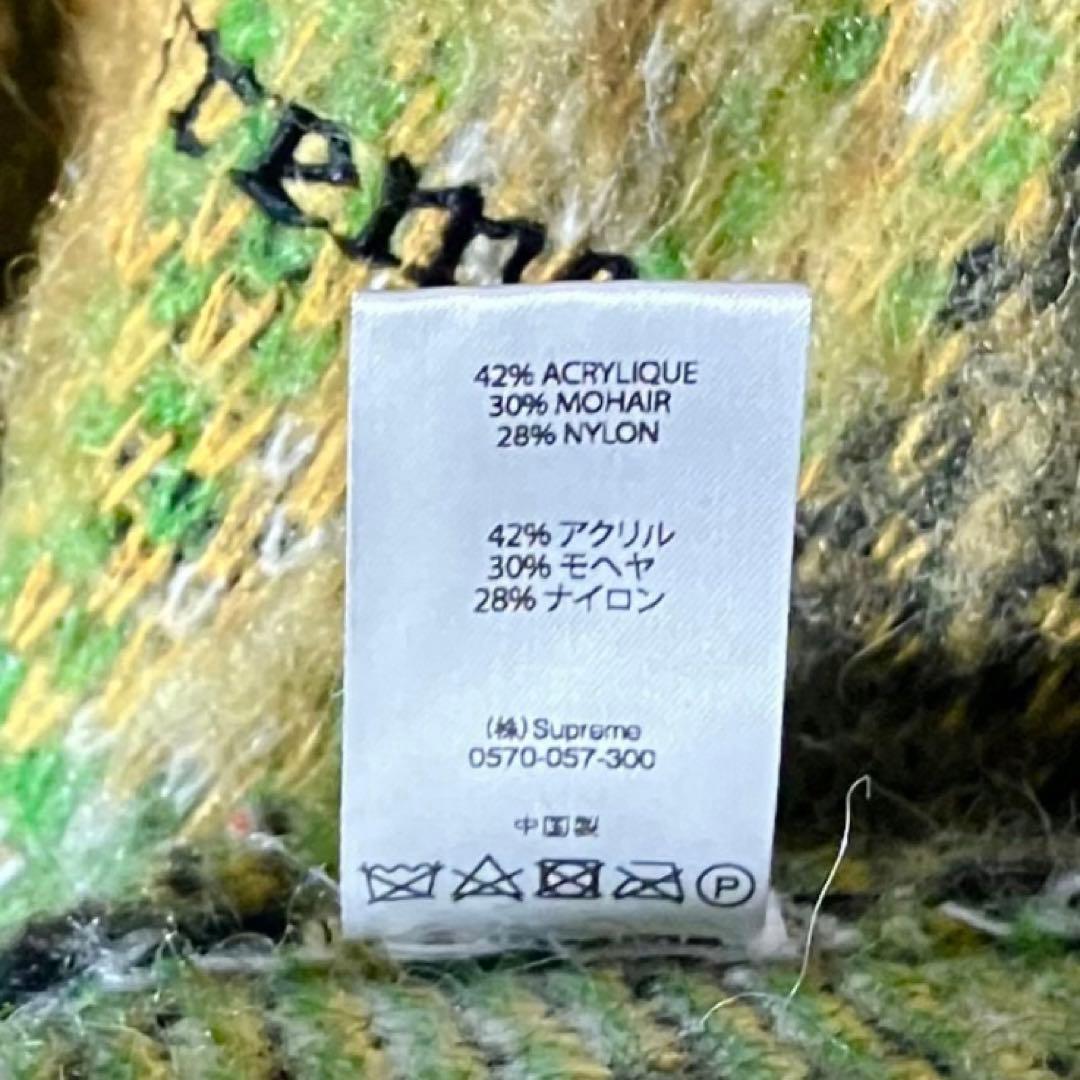 42% ACRYLIQUE
30% MOHAIR
28% NYLON
42% アクリル
30% モヘヤ
28% ナイロン
(株) Supreme
0570-057-300
中国製
P